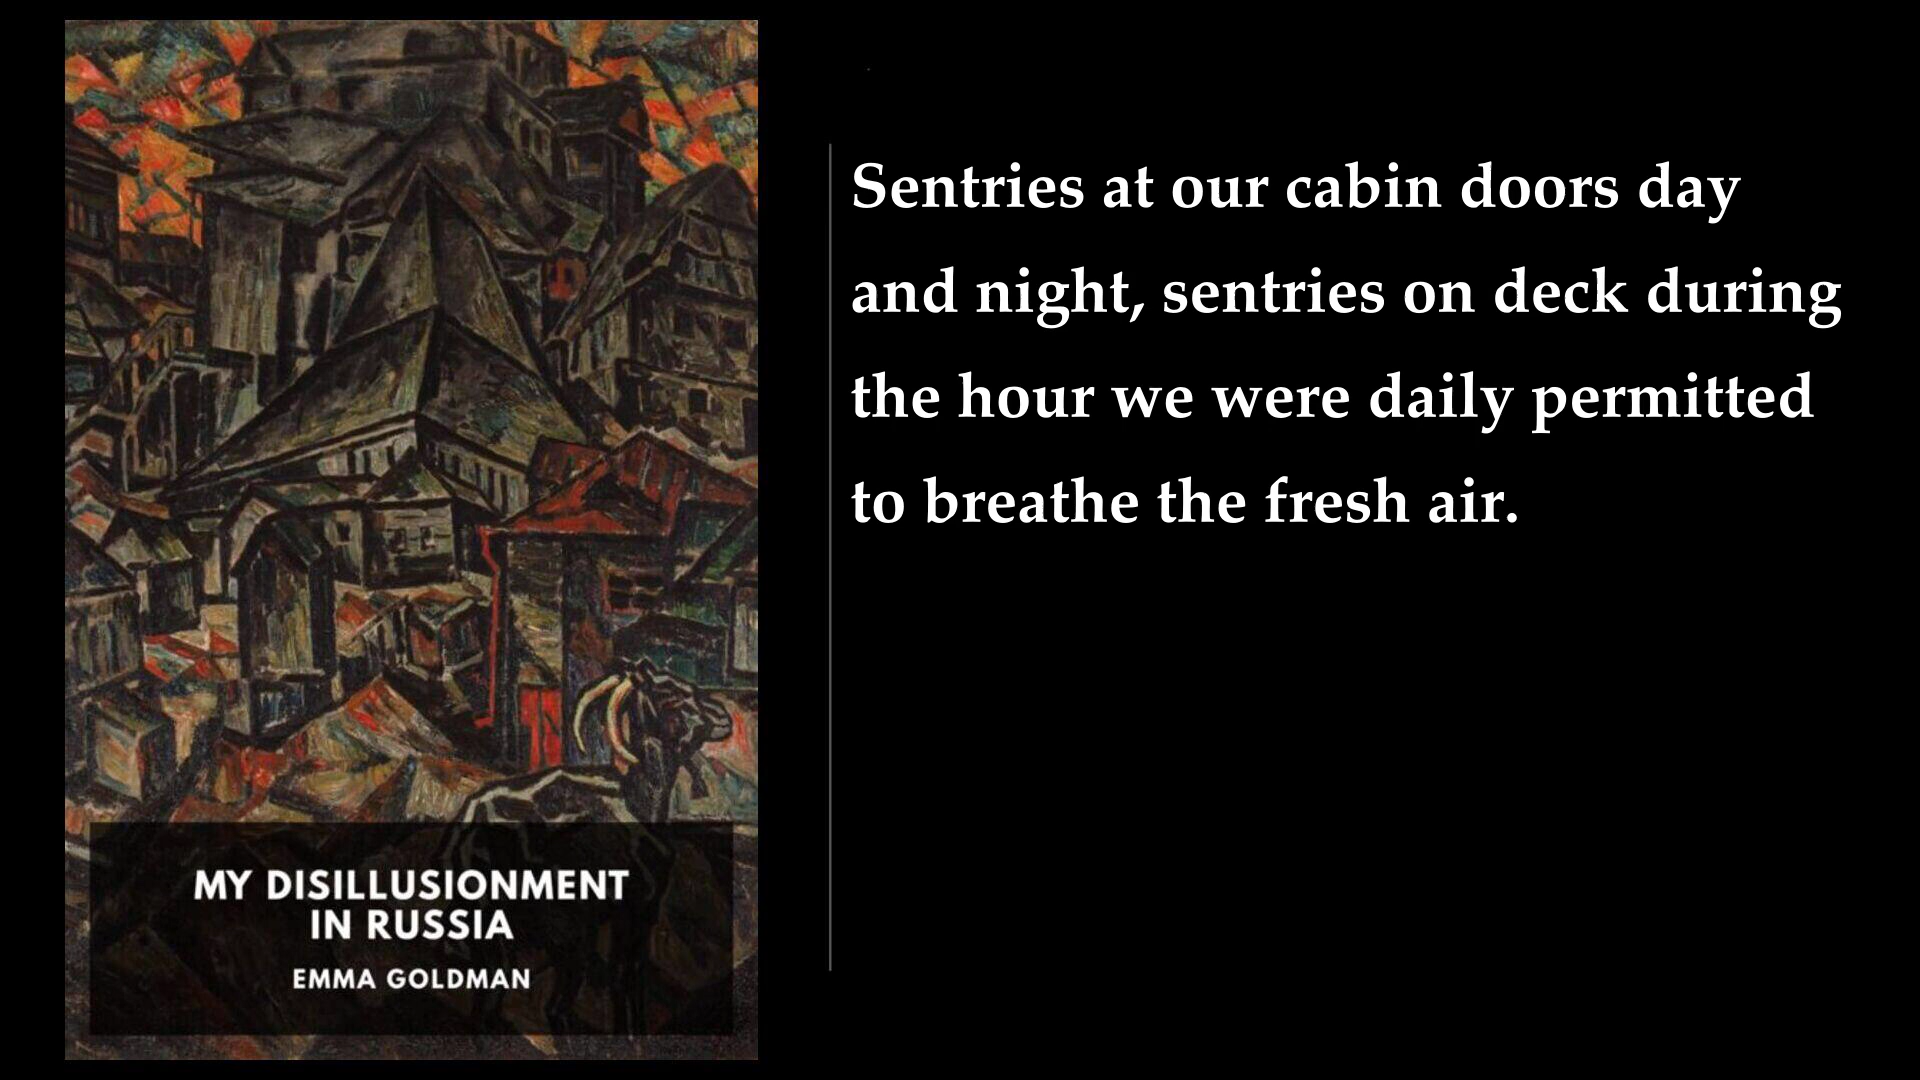 MY DISILLUSIONMENT
IN RUSSIA
EMMA GOLDMAN
Sentries at our cabin doors day
and night, sentries on deck during
the hour we were daily permitted
to breathe the fresh air.